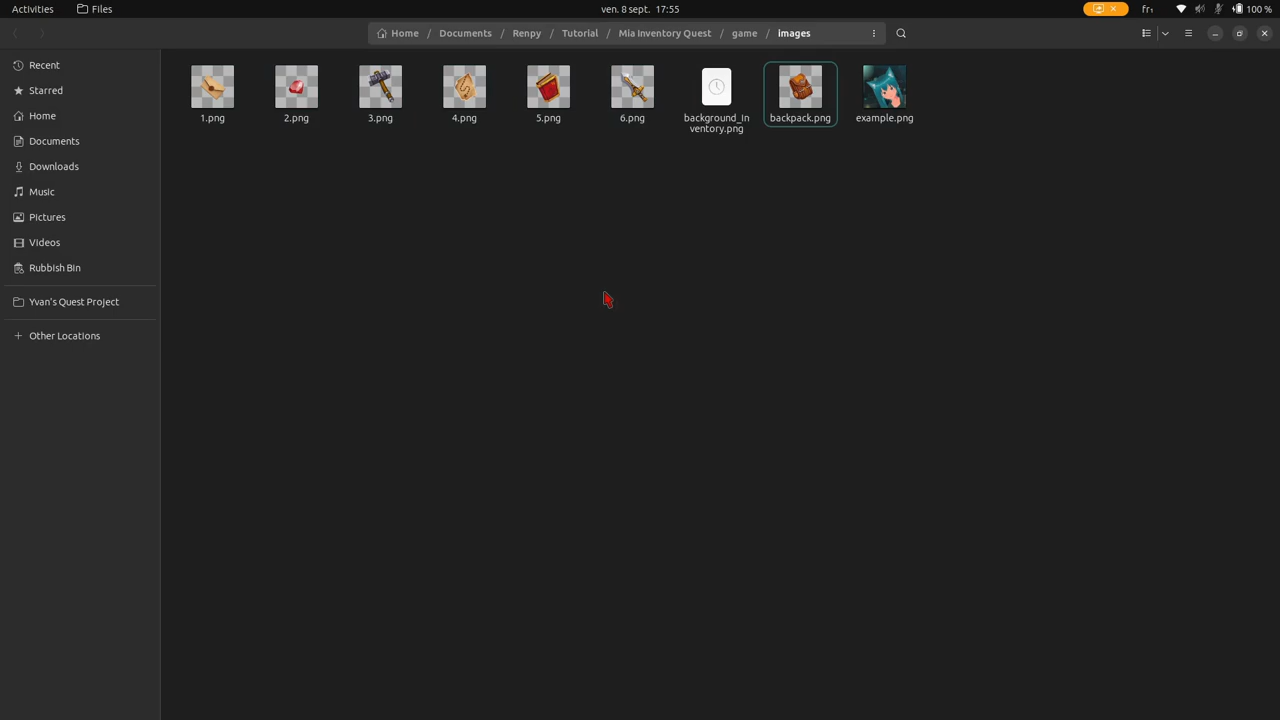 Activities Files ven. 8 sept. 17:55 fr₁ 100 %
Home / Documents / Renpy / Tutorial / Mia Inventory Quest / game / images
Recent
Starred
Home
Documents
Downloads
Music
Pictures
Videos
Rubbish Bin
Yvan's Quest Project
+ Other Locations
1.png 2.png 3.png 4.png 5.png 6.png background_In backpack.png example.png
ventory.png